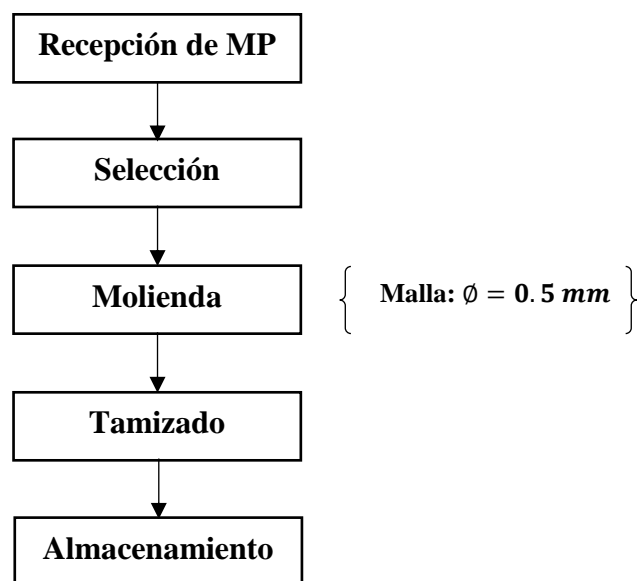 Recepción de MP
Selección
Molienda
Malla: ∅ = 0.5 mm
Tamizado
Almacenamiento